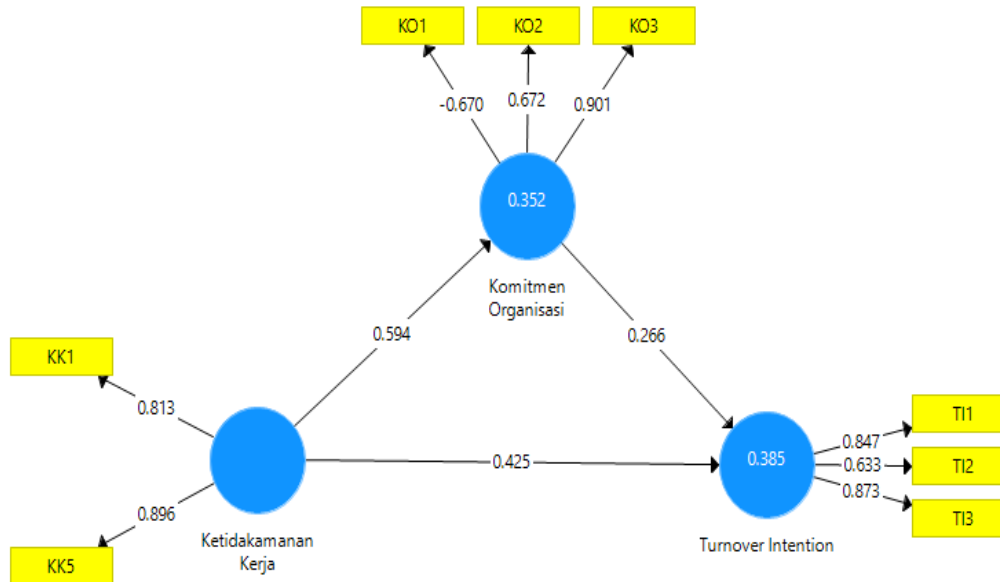 KO1 KO2 KO3
-0.670 0.672 0.901
0.352
Komitmen
Organisasi
0.594 0.266
KK1
0.813
KK5
0.896
Ketidakamanan
Kerja
0.425
0.385
Turnover Intention
0.847 TI1
0.633 TI2
0.873 TI3